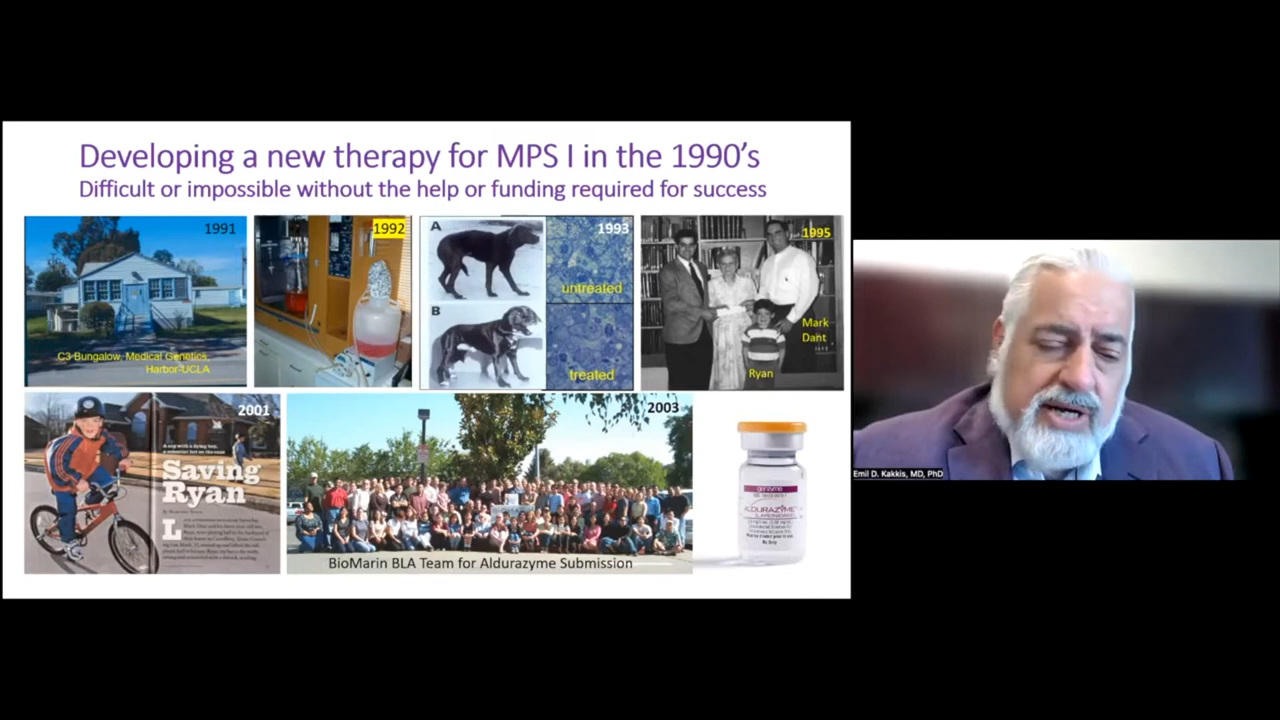 Developing a new therapy for MPS I in the 1990's
Difficult or impossible without the help or funding required for success
1991
C3 Bungalow, Medical Genetics,
Harbor-UCLA
1992
A
1993
untreated
B
treated
1995
Mark
Dant
Ryan
2001
Saving
Ryan
2003
BioMarin BLA Team for Aldurazyme Submission
genzyme
ALDURAZYME
Emil D. Kakkis, MD, PhD